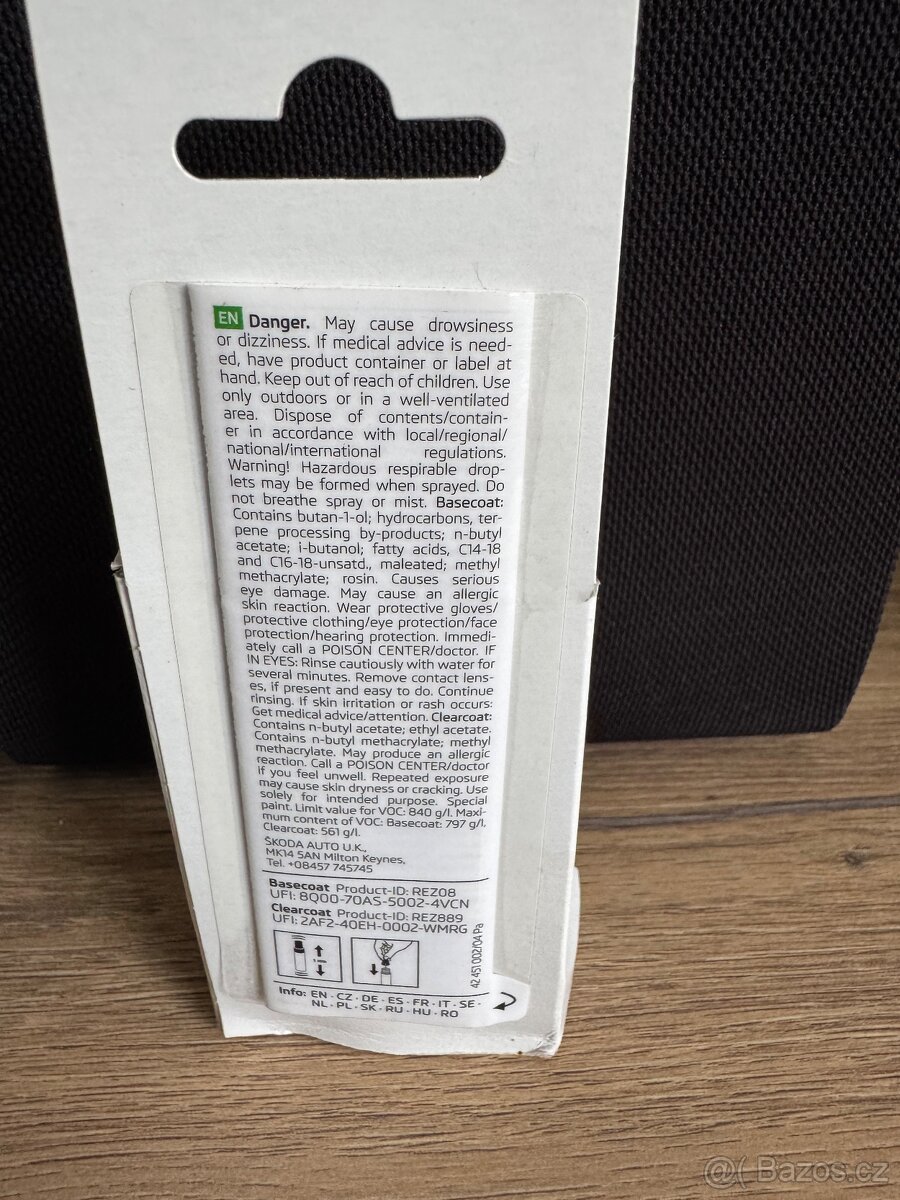 EN Danger. May cause drowsiness
or dizziness. If medical advice is need-
ed, have product container or label at
hand. Keep out of reach of children. Use
only outdoors or in a well-ventilated
area. Dispose of contents/contain-
er in accordance with local/regional/
national/international regulations.
Warning! Hazardous respirable drop-
lets may be formed when sprayed. Do
not breathe spray or mist. Basecoat:
Contains butan-1-ol; hydrocarbons, ter-
pene processing by-products; n-butyl
acetate; i-butanol; fatty acids, C14-18
and C16-18-unsatd., maleated; methyl
methacrylate; rosin. Causes serious
eye damage. May cause an allergic
skin reaction. Wear protective gloves/
protective clothing/eye protection/face
protection/hearing protection. Immedi-
ately call a POISON CENTER/doctor. IF
IN EYES: Rinse cautiously with water for
several minutes. Remove contact lens-
es, if present and easy to do. Continue
rinsing. If skin irritation or rash occurs:
Get medical advice/attention. Clearcoat:
Contains n-butyl acetate; ethyl acetate.
Contains n-butyl methacrylate; methyl
methacrylate. May produce an allergic
reaction. Call a POISON CENTER/doctor
if you feel unwell. Repeated exposure
may cause skin dryness or cracking. Use
solely for intended purpose. Special
paint. Limit value for VOC: 840 g/l. Maxi-
mum content of VOC: Basecoat: 797 g/l,
Clearcoat: 561 g/l.
ŠKODA AUTO U.K.,
MK14 5AN Milton Keynes,
Tel. +08457 745745
Basecoat Product-ID: REZ08
UFI: 8Q00-70AS-5002-4VCN
Clearcoat Product-ID: REZ889
UFI: 2AF2-40EH-0002-WMRG
42 451 002/04 Pa
Info: EN · CZ · DE · ES · FR · IT · SE ·
NL · PL · SK · RU · HU · RO
@( Bazos.cz